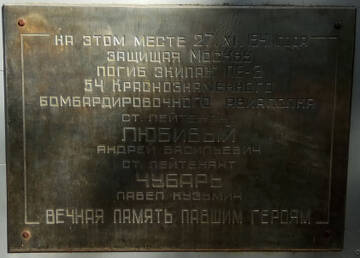 НА ЭТОМ МЕСТЕ 27.XI.1941 ГОДА
ЗАЩИЩАЯ МОСКВУ
ПОГИБ ЭКИПАЖ ПЕ-3
54 КРАСНОЗНАМЕННОГО
БОМБАРДИРОВОЧНОГО АВИАПОЛКА
СТ. ЛЕЙТЕНАНТ
ЛЮБИВЫЙ
АНДРЕЙ ВАСИЛЬЕВИЧ
СТ. ЛЕЙТЕНАНТ
ЧУБАРЬ
ПАВЕЛ КУЗЬМИЧ
ВЕЧНАЯ ПАМЯТЬ ПАВШИМ ГЕРОЯМ